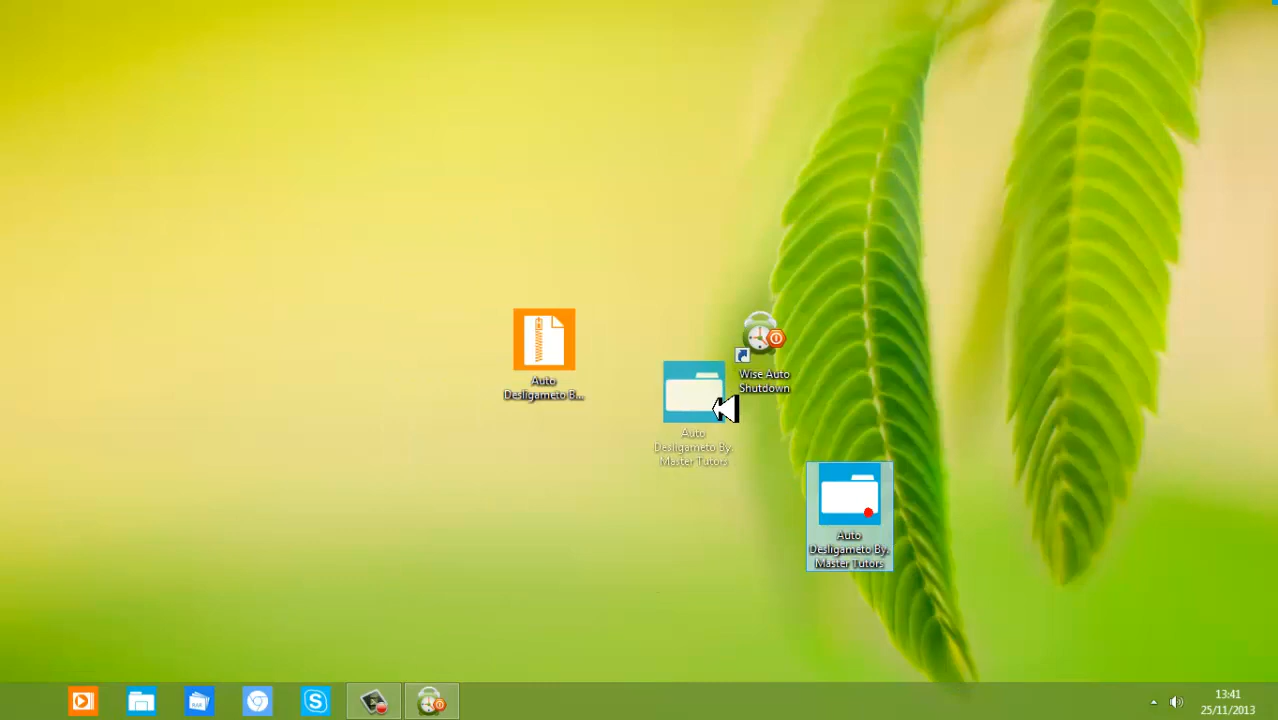 Auto
Desligameto B...
Wise Auto
Shutdown
Auto
Desligameto By.
Master Tutors
Auto
Desligameto By.
Master Tutors
13:41
25/11/2013